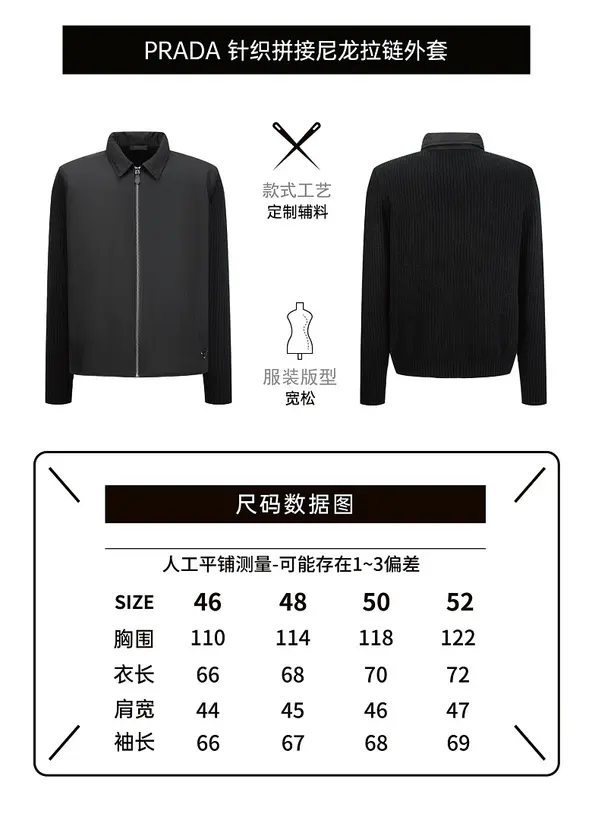 PRADA 针织拼接尼龙拉链外套
款式工艺
定制辅料
服装版型
宽松
尺码数据图
人工平铺测量-可能存在1~3偏差
SIZE 46 48 50 52
胸围 110 114 118 122
衣长 66 68 70 72
肩宽 44 45 46 47
袖长 66 67 68 69